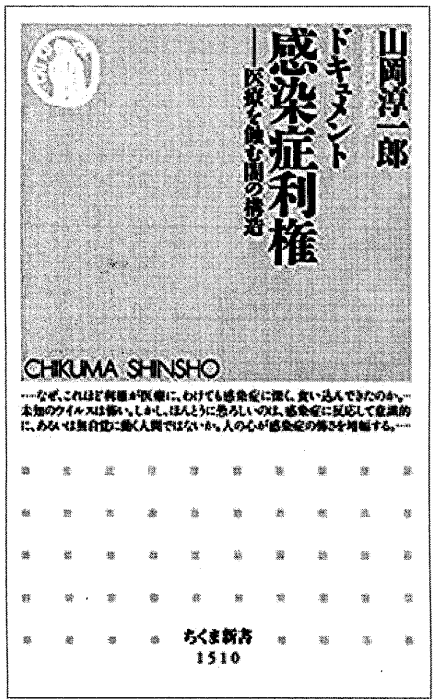 山岡淳一郎
ドキュメント
感染症利権
──医療を蝕む闇の構造
CHIKUMA SHINSHO
……なぜ、これほど利権が医療に、わけても感染症に深く、食い込んできたのか。…
未知のウイルスは怖い。しかし、ほんとうに恐ろしいのは、感染症に反応して意識的
に、あるいは無自覚に動く人間ではないか。人の心が感染症の怖さを増幅する。……
ちくま新書
1510